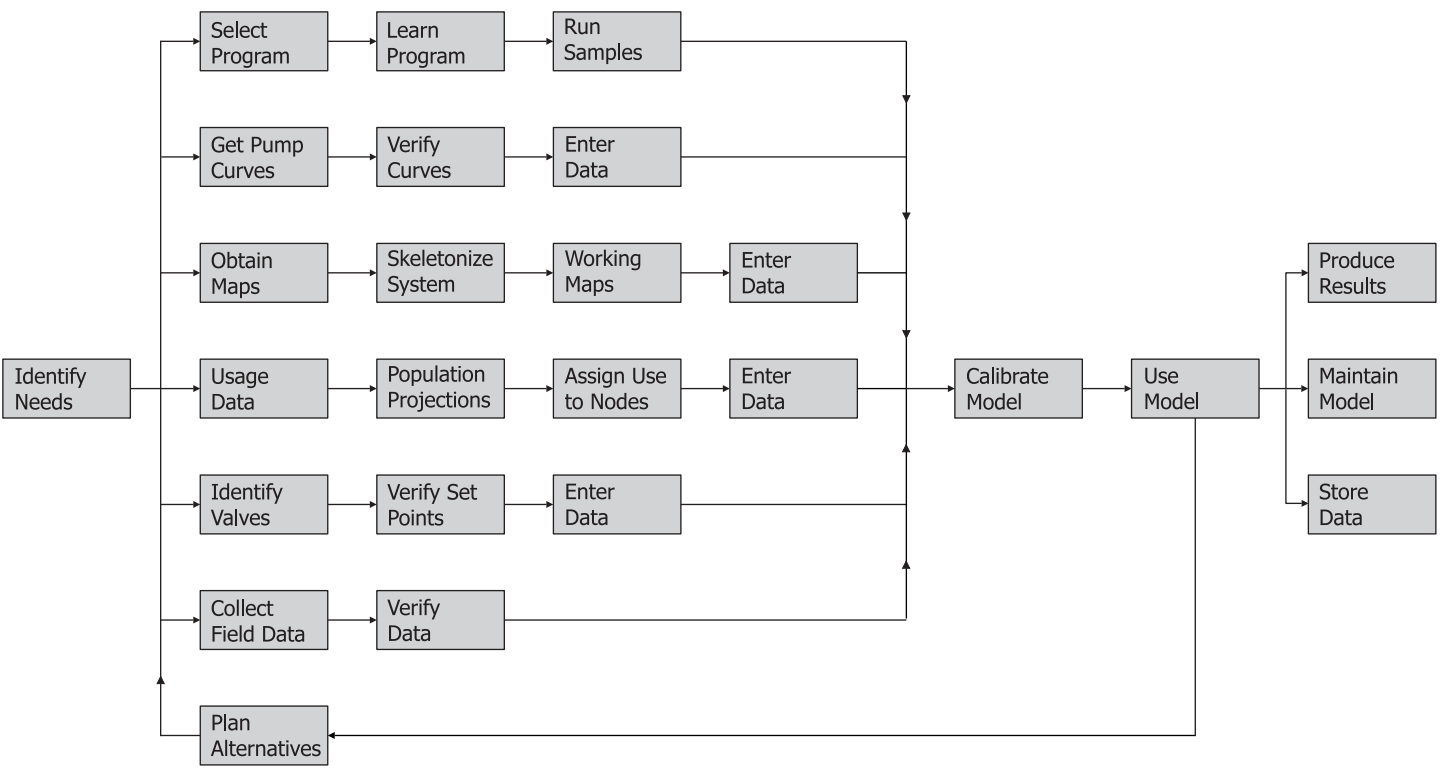 Select
Program
Learn
Program
Run
Samples
Get Pump
Curves
Verify
Curves
Enter
Data
Obtain
Maps
Skeletonize
System
Working
Maps
Enter
Data
Produce
Results
Identify
Needs
Usage
Data
Population
Projections
Assign Use
to Nodes
Enter
Data
Calibrate
Model
Use
Model
Maintain
Model
Identify
Valves
Verify Set
Points
Enter
Data
Store
Data
Collect
Field Data
Verify
Data
Plan
Alternatives